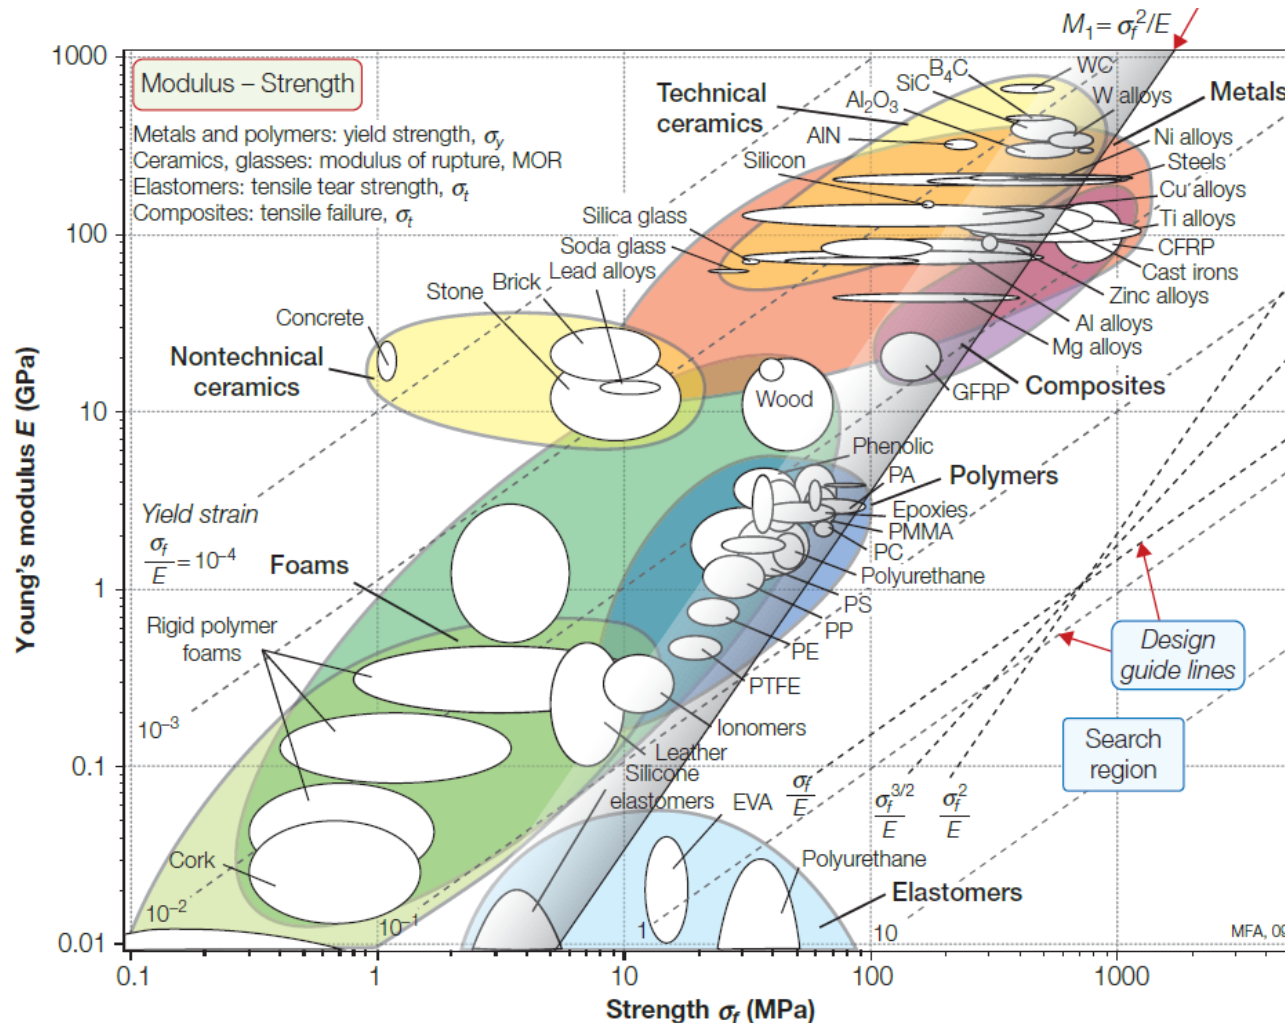 M₁ = σf²/E
1000
100
10
1
0.1
0.01
Young's modulus E (GPa)
Modulus – Strength
Metals and polymers: yield strength, σy
Ceramics, glasses: modulus of rupture, MOR
Elastomers: tensile tear strength, σt
Composites: tensile failure, σt
Technical
ceramics
B₄C
SiC
Al₂O₃
AlN
Silicon
WC
W alloys
Metals
Ni alloys
Steels
Cu alloys
Ti alloys
CFRP
Cast irons
Zinc alloys
Al alloys
Mg alloys
Silica glass
Soda glass
Lead alloys
Brick
Stone
Concrete
Nontechnical
ceramics
Composites
GFRP
Wood
Phenolic
PA
Polymers
Epoxies
PMMA
PC
Polyurethane
PS
PP
PE
PTFE
Ionomers
Leather
Silicone
elastomers
Yield strain
σf/E = 10⁻⁴
Foams
Rigid polymer
foams
10⁻³
Cork
10⁻²
10⁻¹
1
10
EVA
σf/E
σf³/²/E
σf²/E
Polyurethane
Elastomers
Design
guide lines
Search
region
MFA, 09
0.1
1
10
100
1000
Strength σf (MPa)